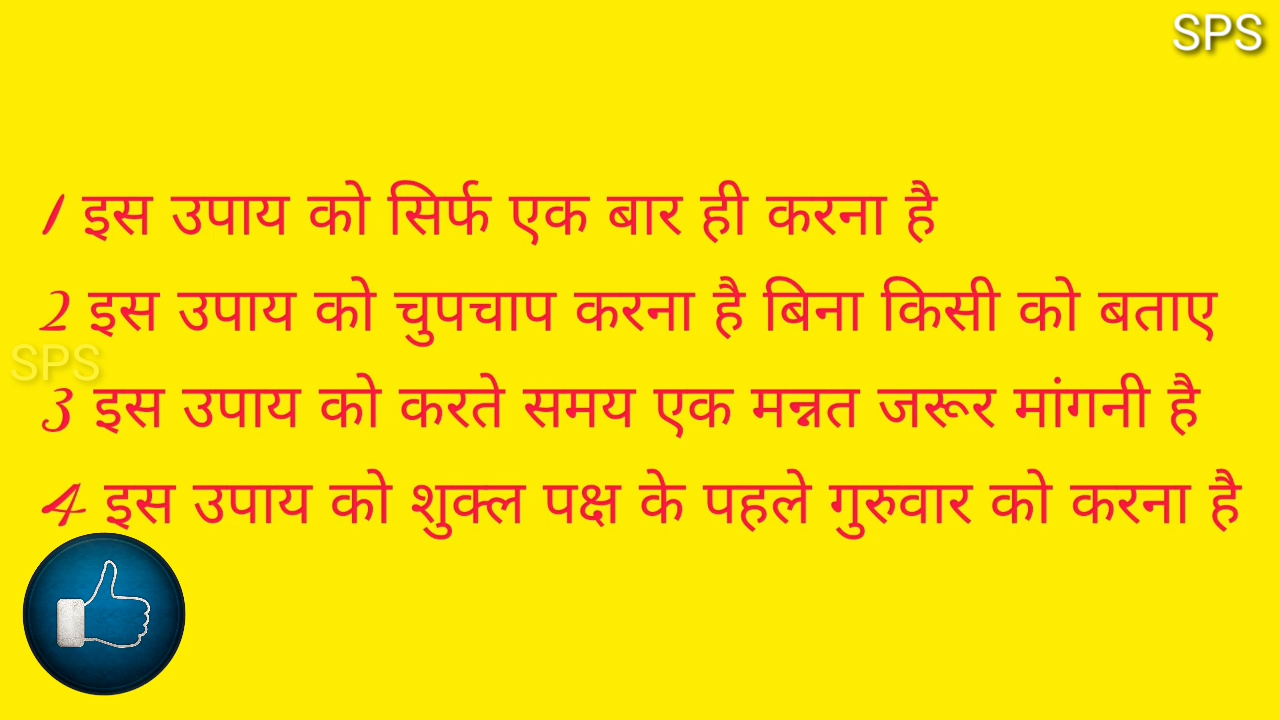 SPS
1 इस उपाय को सिर्फ एक बार ही करना है
2 इस उपाय को चुपचाप करना है बिना किसी को बताए
SPS
3 इस उपाय को करते समय एक मन्नत जरूर मांगनी है
4 इस उपाय को शुक्ल पक्ष के पहले गुरुवार को करना है